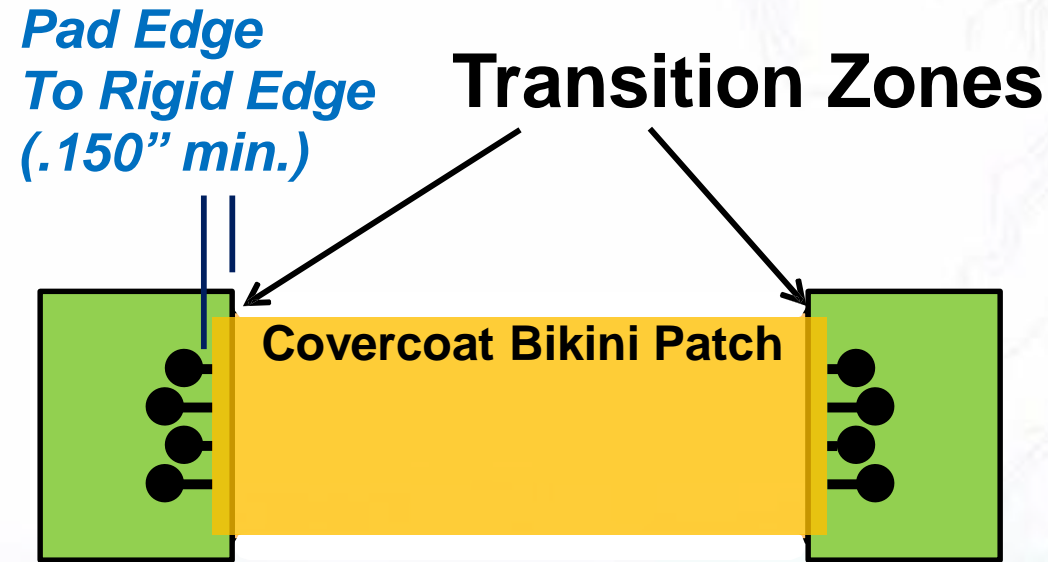 Pad Edge
To Rigid Edge
(.150” min.)
Transition Zones
Covercoat Bikini Patch